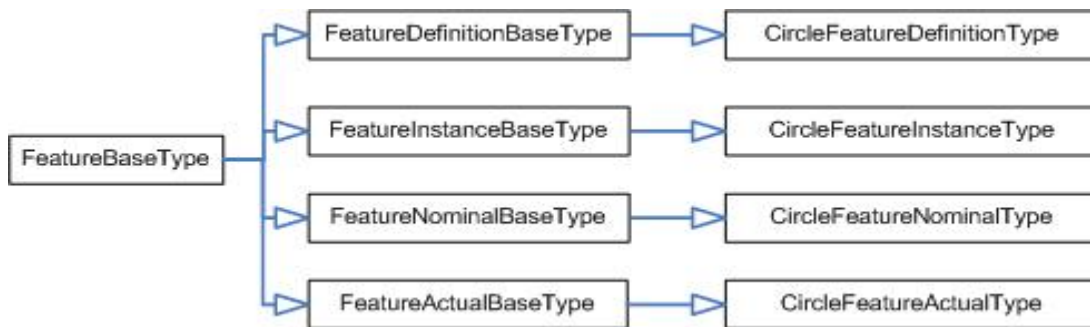 FeatureDefinitionBaseType
CircleFeatureDefinitionType
FeatureInstanceBaseType
CircleFeatureInstanceType
FeatureBaseType
FeatureNominalBaseType
CircleFeatureNominalType
FeatureActualBaseType
CircleFeatureActualType